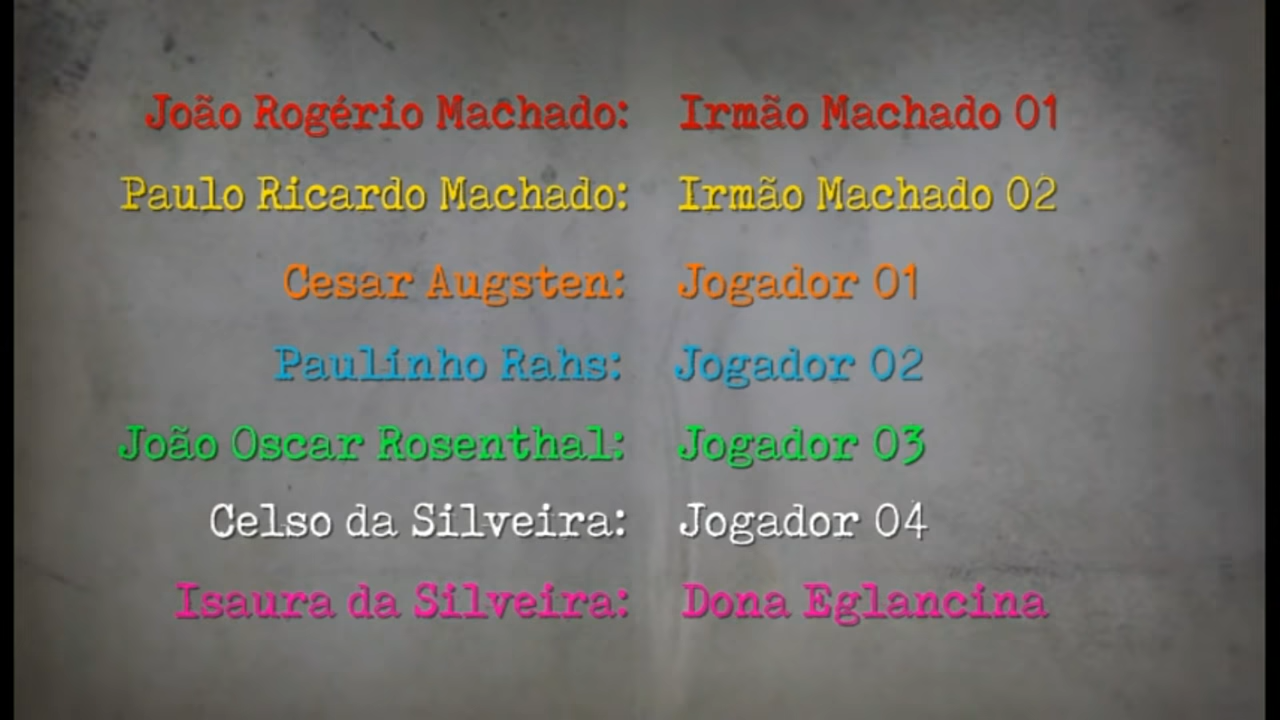 João Rogério Machado: Irmão Machado 01
Paulo Ricardo Machado: Irmão Machado 02
Cesar Augsten: Jogador 01
Paulinho Rahs: Jogador 02
João Oscar Rosenthal: Jogador 03
Celso da Silveira: Jogador 04
Isaura da Silveira: Dona Eglancina